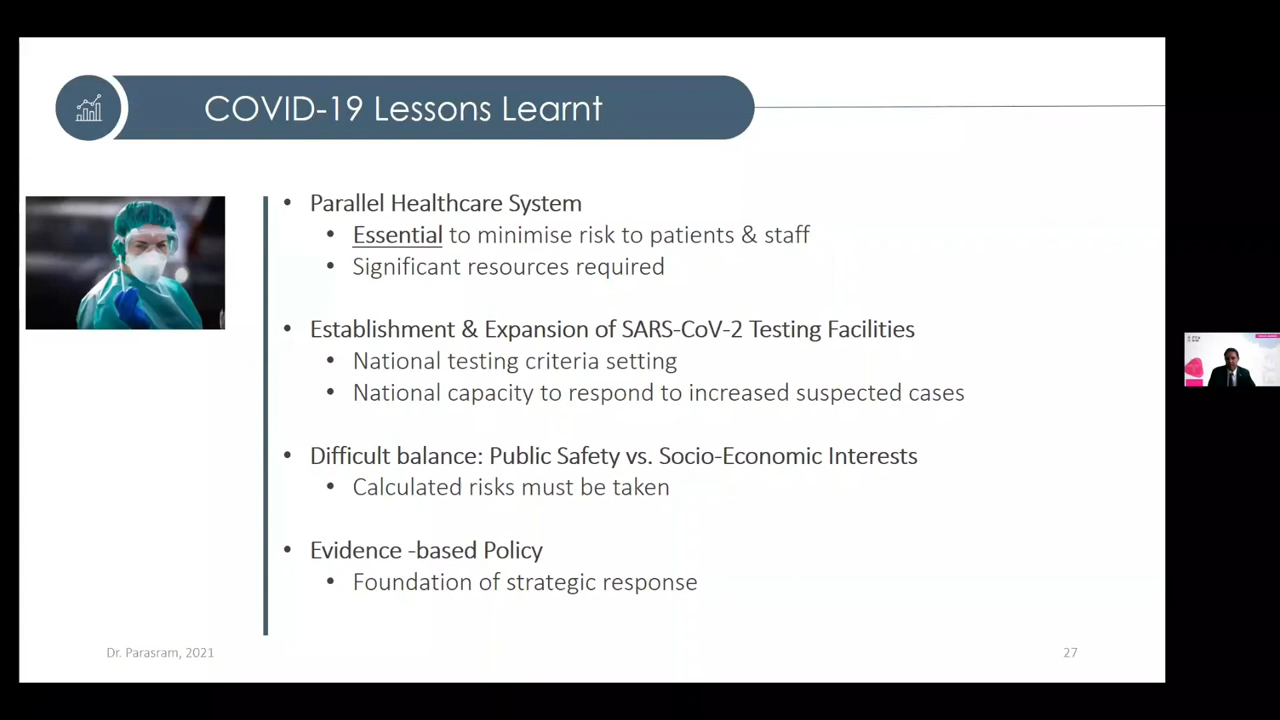 COVID-19 Lessons Learnt
• Parallel Healthcare System
• Essential to minimise risk to patients & staff
• Significant resources required
• Establishment & Expansion of SARS-CoV-2 Testing Facilities
• National testing criteria setting
• National capacity to respond to increased suspected cases
• Difficult balance: Public Safety vs. Socio-Economic Interests
• Calculated risks must be taken
• Evidence -based Policy
• Foundation of strategic response
Dr. Parasram, 2021
27